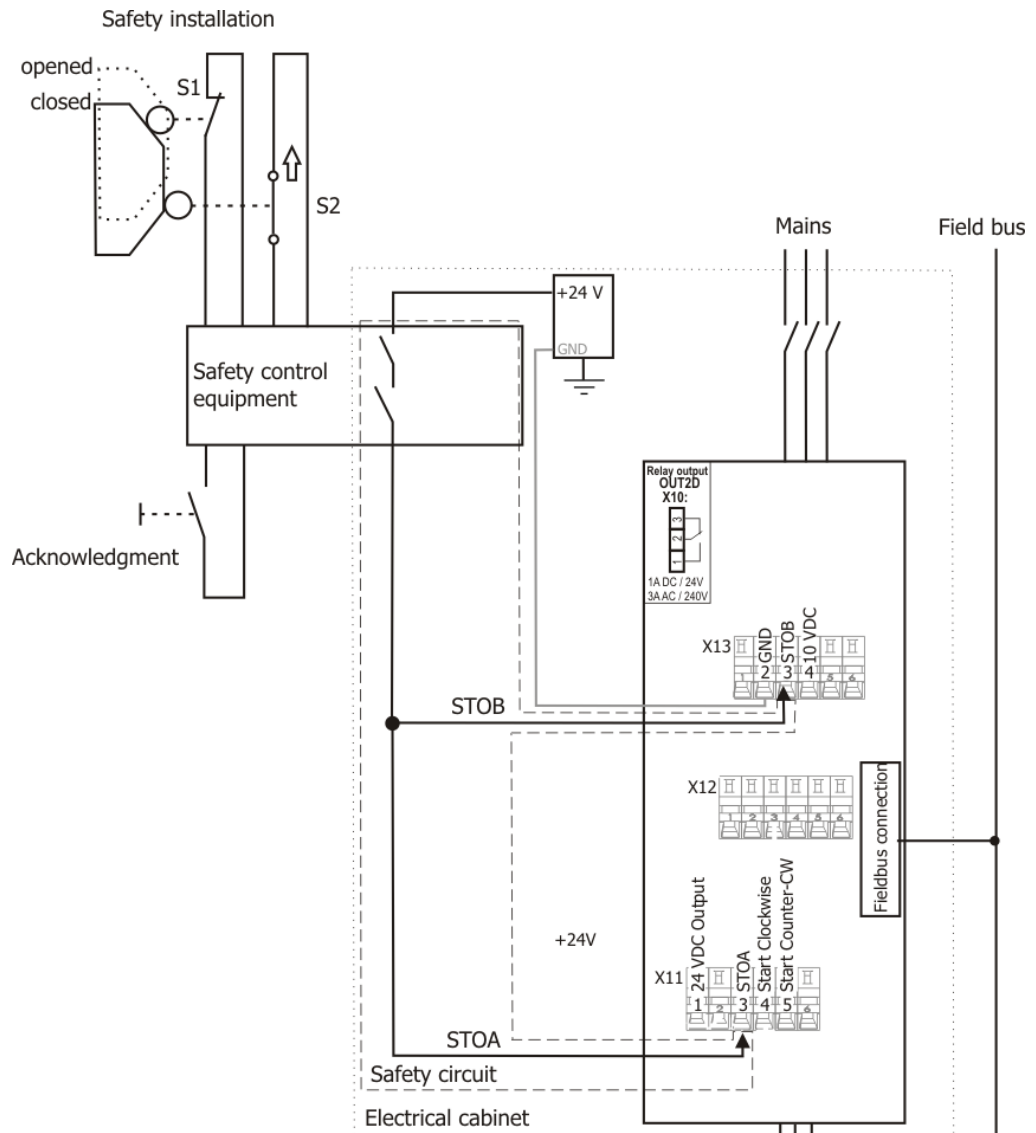 Safety installation
opened
closed
S1
S2
Mains
Field bus
+24 V
GND
Safety control
equipment
Acknowledgment
Relay output
OUT2D
X10:
3
2
1
1A DC / 24V
3A AC / 240V
X13
1
2 GND
3 STOB
4 10 VDC
5
6
STOB
X12
1 2 3 4 5 6
Fieldbus connection
+24V
X11
1 24 VDC Output
2
3 STOA
4 Start Clockwise
5 Start Counter-CW
6
STOA
Safety circuit
Electrical cabinet